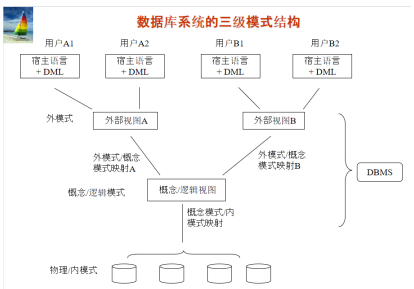 数据库系统的三级模式结构
用户A1
用户A2
用户B1
用户B2
宿主语言
+ DML
宿主语言
+ DML
宿主语言
+ DML
宿主语言
+ DML
外模式
外部视图A
外部视图B
外模式/概念
模式映射A
外模式/概念
模式映射B
DBMS
概念/逻辑模式
概念/逻辑视图
概念模式/内
模式映射
物理/内模式